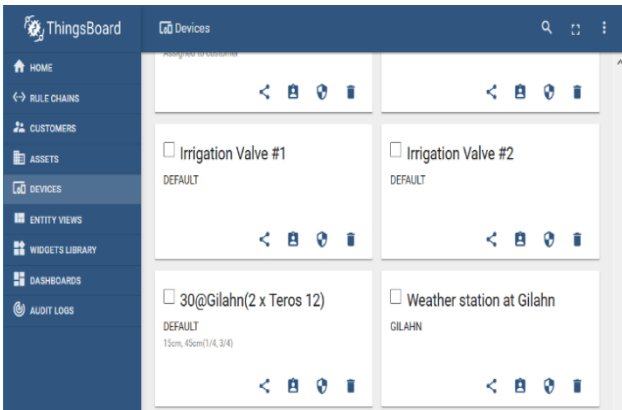 ThingsBoard
Devices
HOME
RULE CHAINS
CUSTOMERS
ASSETS
DEVICES
ENTITY VIEWS
WIDGETS LIBRARY
DASHBOARDS
AUDIT LOGS
Assigned to customer
Irrigation Valve #1
DEFAULT
Irrigation Valve #2
DEFAULT
30@Gilahn(2 x Teros 12)
DEFAULT
15cm, 45cm(1/4, 3/4)
Weather station at Gilahn
GILAHN